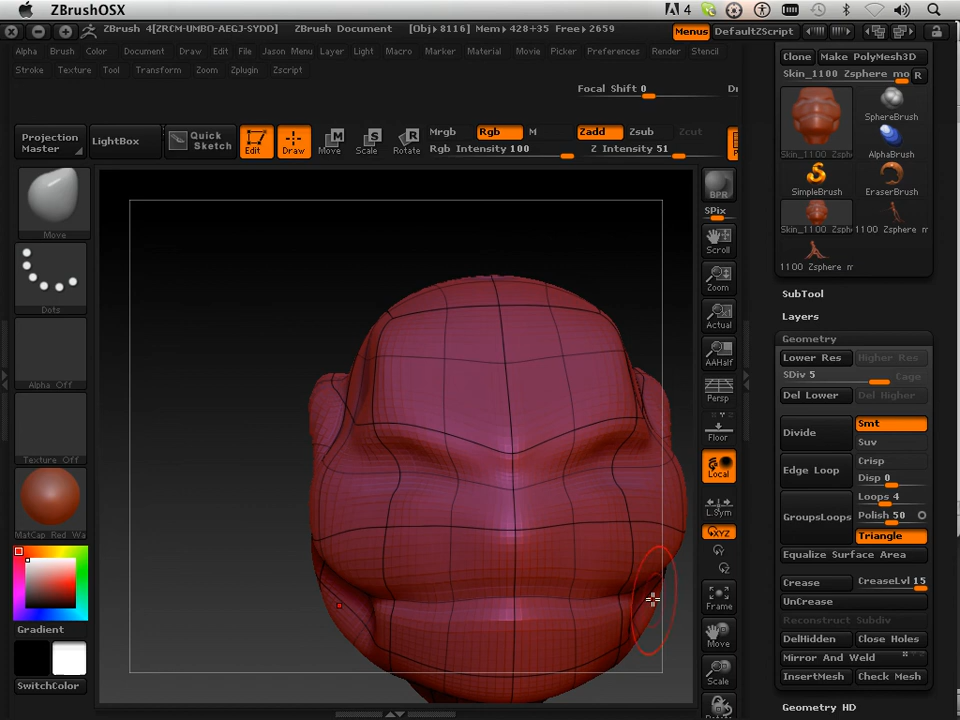 ZBrushOSX
4
ZBrush 4[ZRCM-UMBO-AEGJ-SYDD] ZBrush Document [Obj▸8116] Mem▸428+35 Free▸2659 Menus DefaultZScript
Alpha Brush Color Document Draw Edit File Jason Menu Layer Light Macro Marker Material Movie Picker Preferences Render Stencil
Stroke Texture Tool Transform Zoom Zplugin Zscript
Focal Shift 0 Dr
Projection Master
LightBox
Quick Sketch
Edit
Draw
Move
Scale
Rotate
Mrgb Rgb M Zadd Zsub Zcut
Rgb Intensity 100 Z Intensity 51
Move
Dots
Alpha Off
Texture Off
MatCap Red Wa
Gradient
SwitchColor
BPR
SPix
Scroll
Zoom
Actual
AAHalf
Persp
Floor
Local
L.Sym
XYZ
Frame
Move
Scale
Clone Make PolyMesh3D
Skin_1100 Zsphere mo R
SphereBrush
Skin_1100 Zsph AlphaBrush
SimpleBrush EraserBrush
Skin_1100 Zsph 1100 Zsphere m
1100 Zsphere m
SubTool
Layers
Geometry
Lower Res Higher Res
SDiv 5 Cage
Del Lower Del Higher
Divide Smt
Suv
Edge Loop Crisp
Disp 0
Loops 4
GroupsLoops Polish 50
Triangle
Equalize Surface Area
Crease CreaseLvl 15
UnCrease
Reconstruct Subdiv
DelHidden Close Holes
Mirror And Weld
InsertMesh Check Mesh
Geometry HD